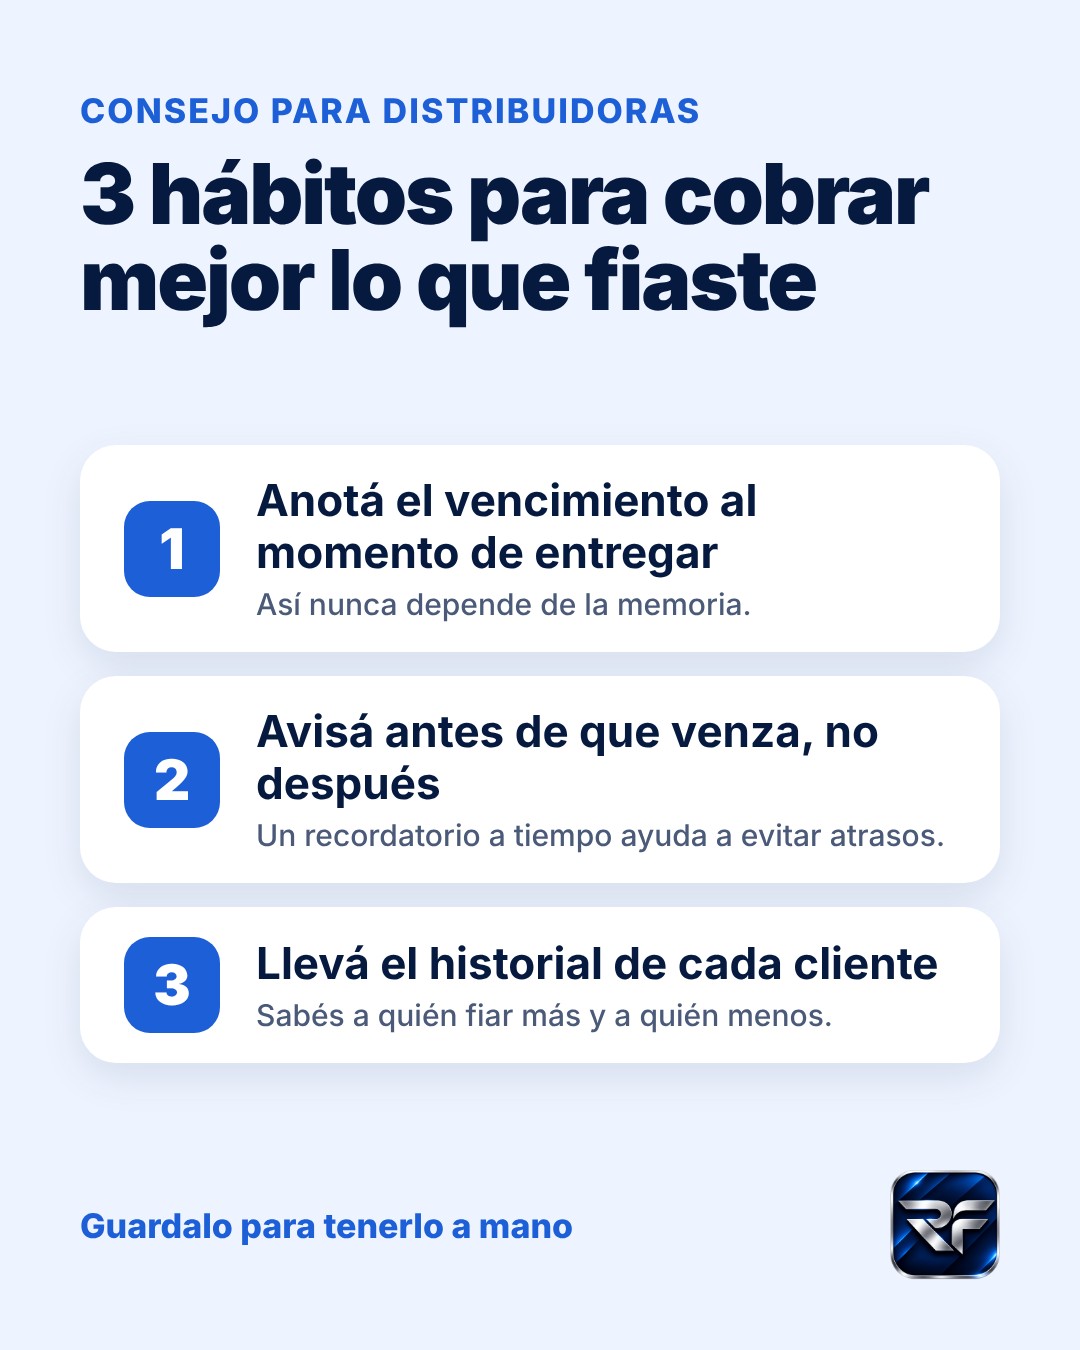 CONSEJO PARA DISTRIBUIDORAS
3 hábitos para cobrar
mejor lo que fiaste
1
Anotá el vencimiento al
momento de entregar
Así nunca depende de la memoria.
2
Avisá antes de que venza, no
después
Un recordatorio a tiempo ayuda a evitar atrasos.
3
Llevá el historial de cada cliente
Sabés a quién fiar más y a quién menos.
Guardalo para tenerlo a mano
RF